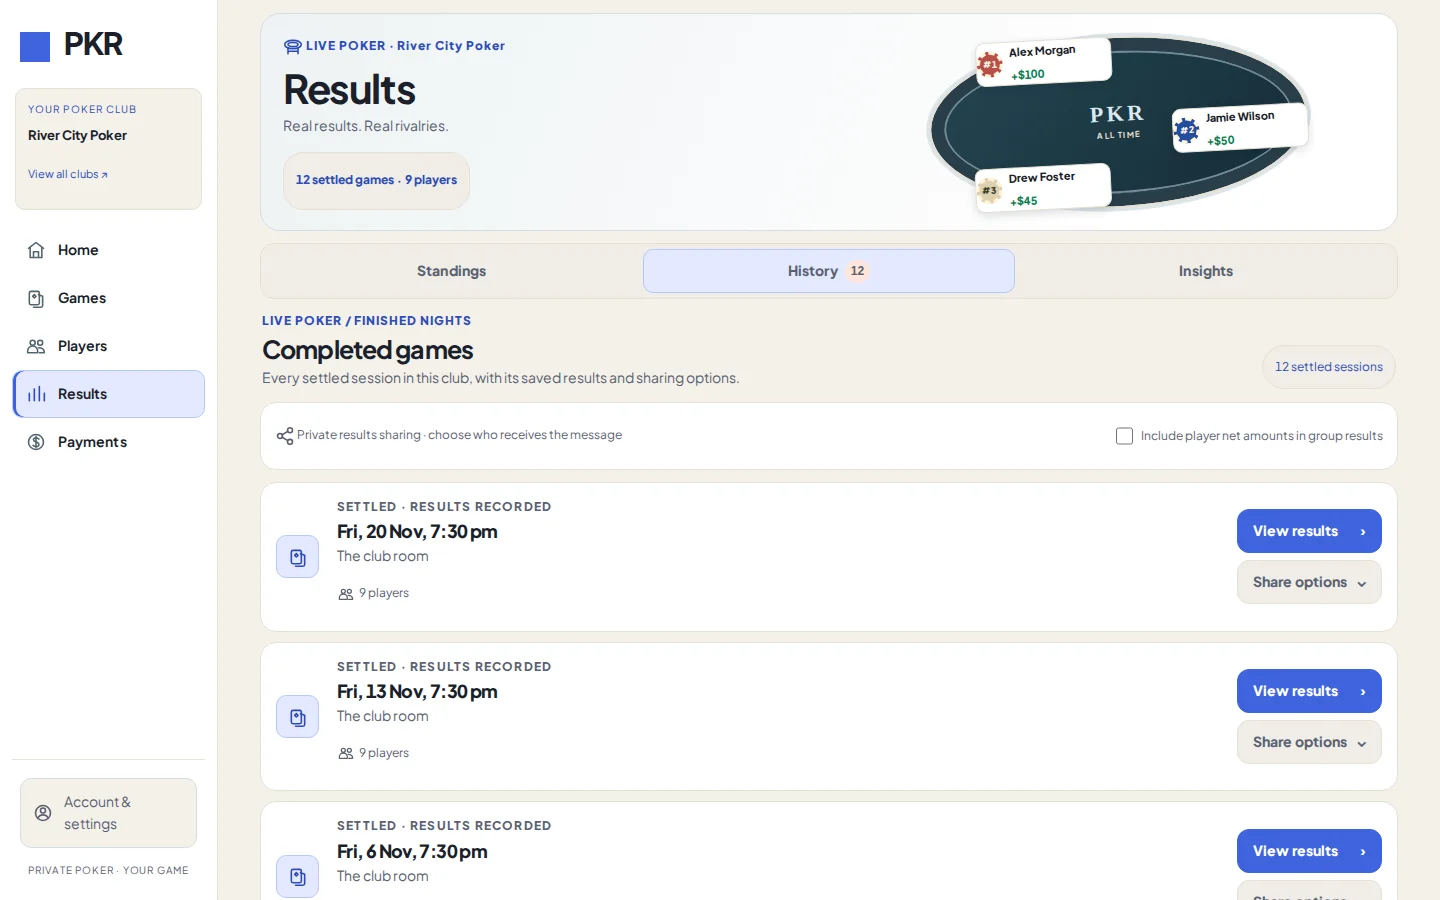 PKR
YOUR POKER CLUB
River City Poker
View all clubs ↗
Home
Games
Players
Results
Payments
Account & settings
PRIVATE POKER · YOUR GAME
LIVE POKER · River City Poker
Results
Real results. Real rivalries.
12 settled games · 9 players
#1 Alex Morgan
+$100
PKR
ALL TIME
#2 Jamie Wilson
+$50
#3 Drew Foster
+$45
Standings
History 12
Insights
LIVE POKER / FINISHED NIGHTS
Completed games
Every settled session in this club, with its saved results and sharing options.
12 settled sessions
Private results sharing · choose who receives the message
Include player net amounts in group results
SETTLED · RESULTS RECORDED
Fri, 20 Nov, 7:30 pm
The club room
9 players
View results ›
Share options
SETTLED · RESULTS RECORDED
Fri, 13 Nov, 7:30 pm
The club room
9 players
View results ›
Share options
SETTLED · RESULTS RECORDED
Fri, 6 Nov, 7:30 pm
The club room
View results ›